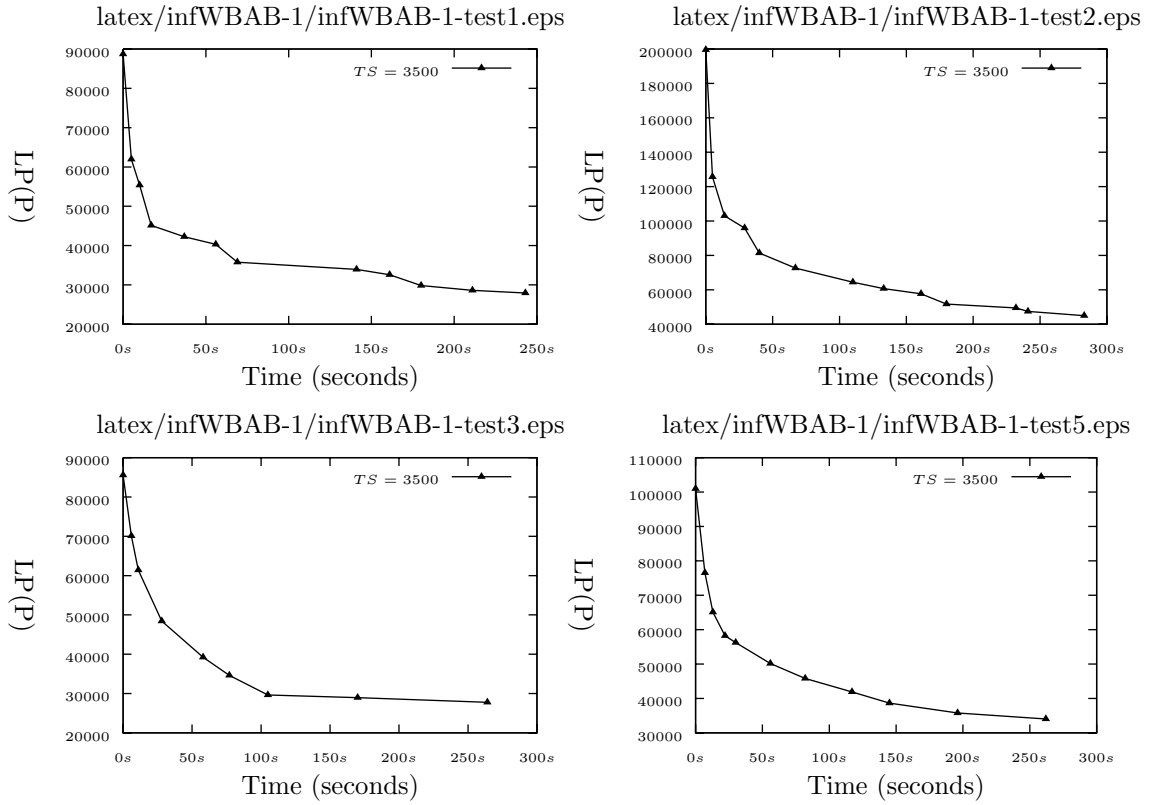 latex/infWBAB-1/infWBAB-1-test1.eps
90000
80000
70000
60000
50000
40000
30000
20000
LP(P)
TS = 3500
0s 50s 100s 150s 200s 250s
Time (seconds)
latex/infWBAB-1/infWBAB-1-test2.eps
200000
180000
160000
140000
120000
100000
80000
60000
40000
LP(P)
TS = 3500
0s 50s 100s 150s 200s 250s 300s
Time (seconds)
latex/infWBAB-1/infWBAB-1-test3.eps
90000
80000
70000
60000
50000
40000
30000
20000
LP(P)
TS = 3500
0s 50s 100s 150s 200s 250s 300s
Time (seconds)
latex/infWBAB-1/infWBAB-1-test5.eps
110000
100000
90000
80000
70000
60000
50000
40000
30000
LP(P)
TS = 3500
0s 50s 100s 150s 200s 250s 300s
Time (seconds)